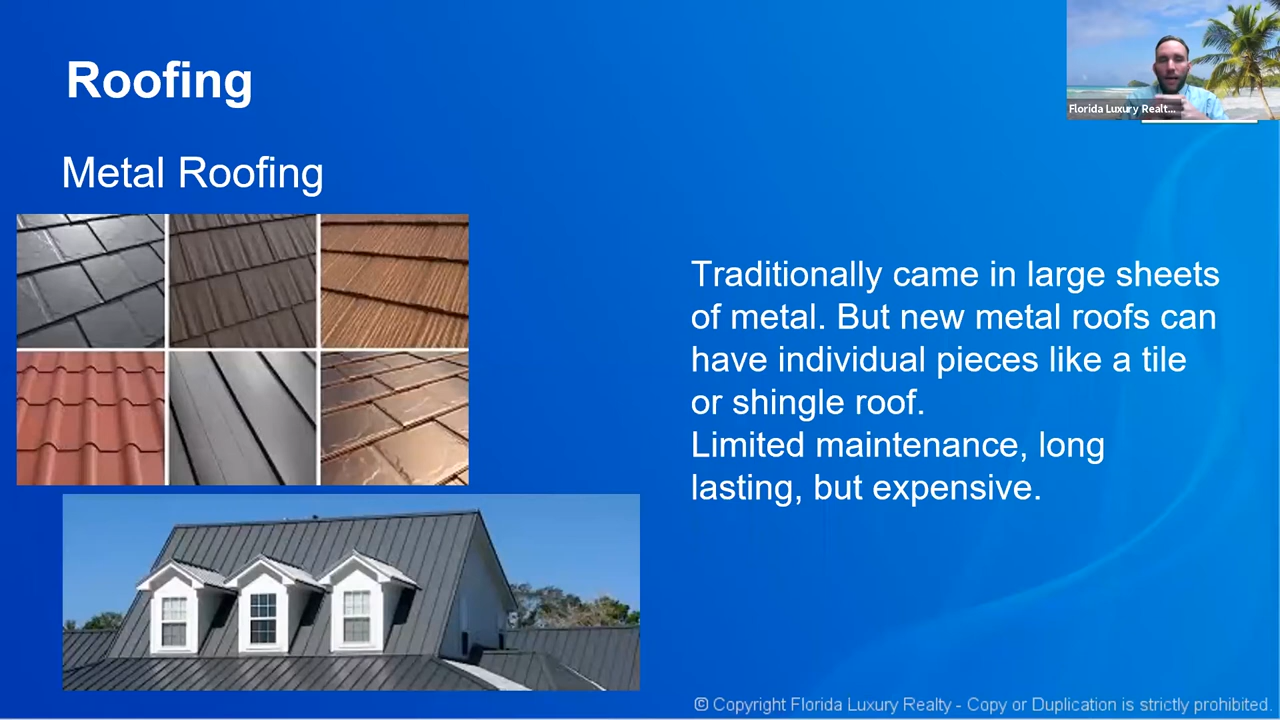 Roofing
Florida Luxury Realt...
Metal Roofing
Traditionally came in large sheets
of metal. But new metal roofs can
have individual pieces like a tile
or shingle roof.
Limited maintenance, long
lasting, but expensive.
© Copyright Florida Luxury Realty - Copy or Duplication is strictly prohibited.